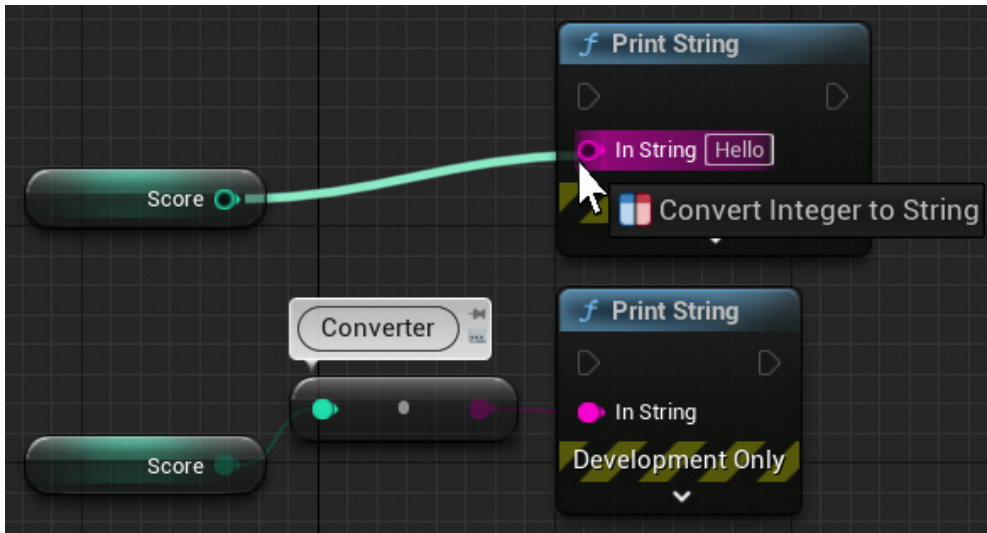 Print String
In String Hello
Score
Convert Integer to String
Converter
Print String
In String
Score
Development Only